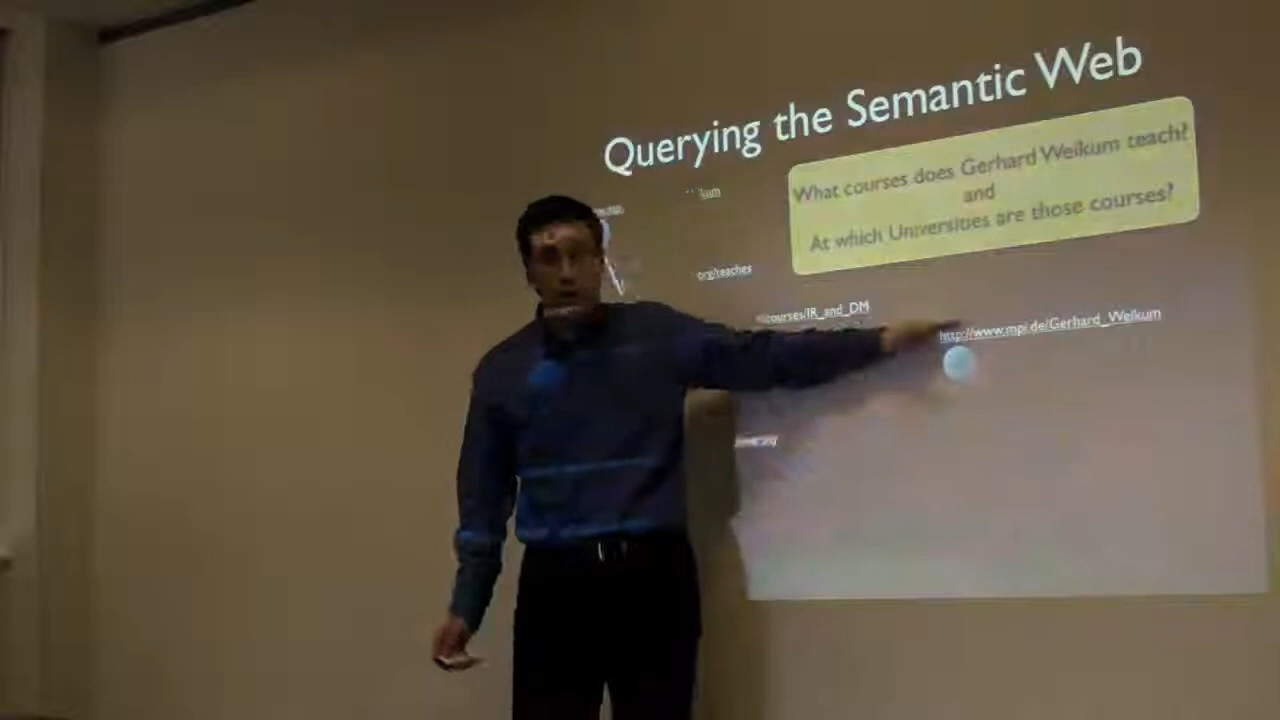 Querying the Semantic Web
What courses does Gerhard Weikum teach?
and
At which Universities are those courses?
org/teaches
courses/IR_and_DM
http://www.mpi.de/Gerhard_Weikum